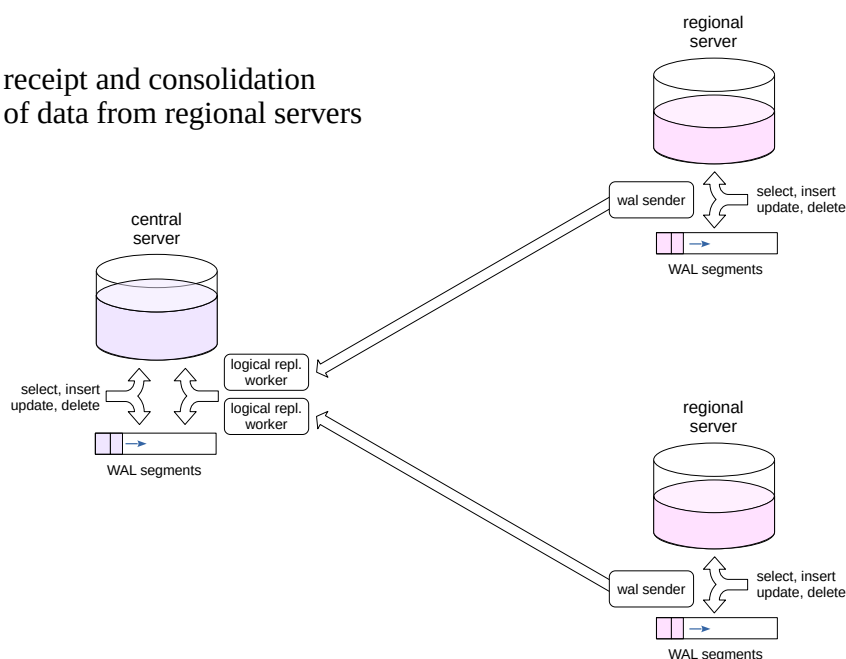 receipt and consolidation
of data from regional servers
regional
server
wal sender
select, insert
update, delete
WAL segments
central
server
logical repl.
worker
select, insert
update, delete
logical repl.
worker
WAL segments
regional
server
wal sender
select, insert
update, delete
WAL segments